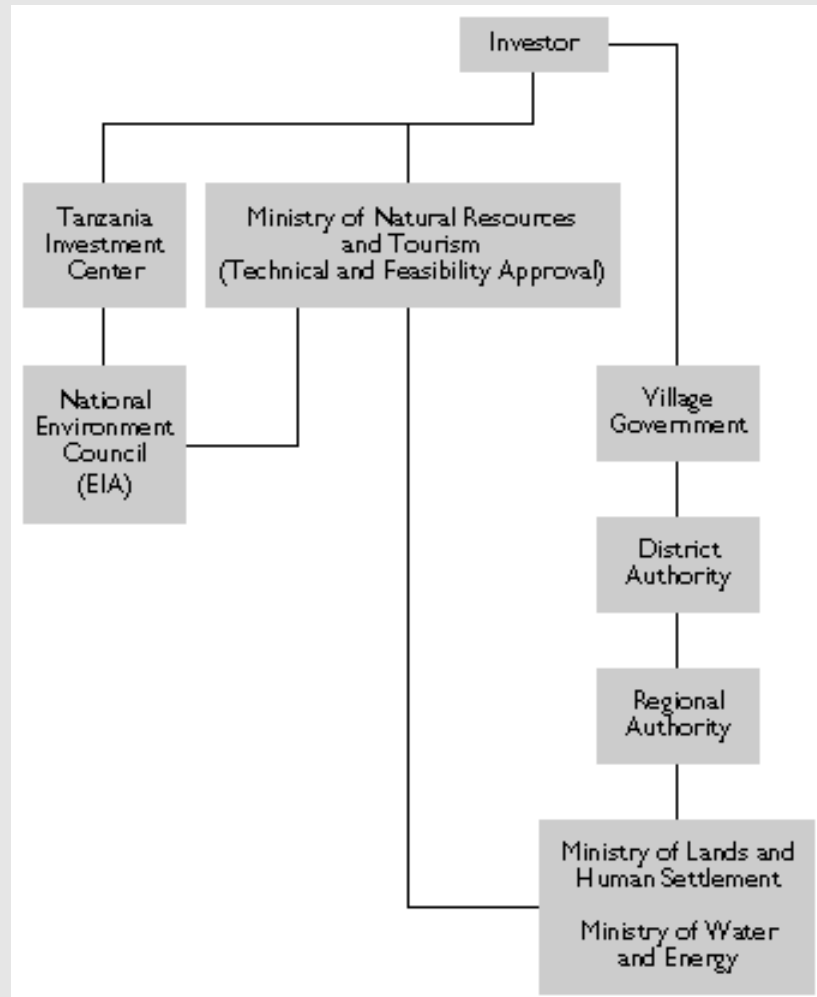 Investor
Tanzania
Investment
Center
Ministry of Natural Resources
and Tourism
(Technical and Feasibility Approval)
National
Environment
Council
(EIA)
Village
Government
District
Authority
Regional
Authority
Ministry of Lands and
Human Settlement
Ministry of Water
and Energy